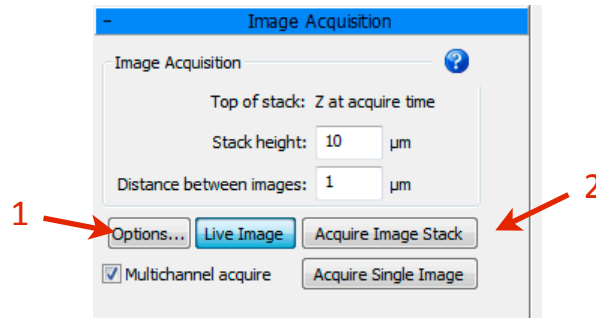 - Image Acquisition
Image Acquisition ?
Top of stack: Z at acquire time
Stack height: 10 µm
Distance between images: 1 µm
1 2
Options... Live Image Acquire Image Stack
Multichannel acquire Acquire Single Image